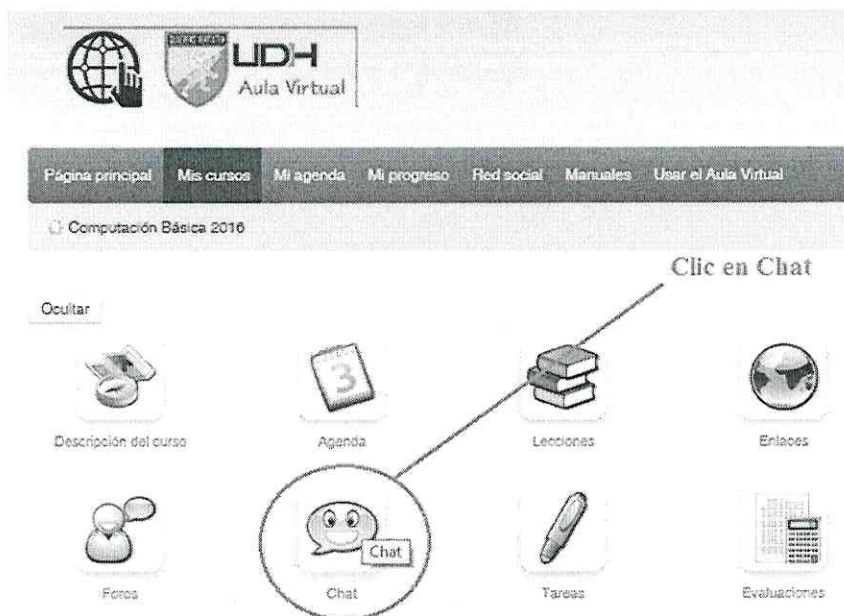 UDH
Aula Virtual
Página principal Mis cursos Mi agenda Mi progreso Red social Manuales Usar el Aula Virtual
Computación Básica 2016
Clic en Chat
Ocultar
3
Descripción del curso Agenda Lecciones Enlaces
Chat
Foros Chat Tareas Evaluaciones